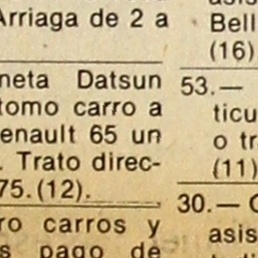 Arriaga de 2 a
neta Datsun
tomo carro a
enault 65 un
Trato direc-
75. (12).
ro carros y
pago de
Bell
(16)
53.—
ticu
o tr
(11)
30.—
asis